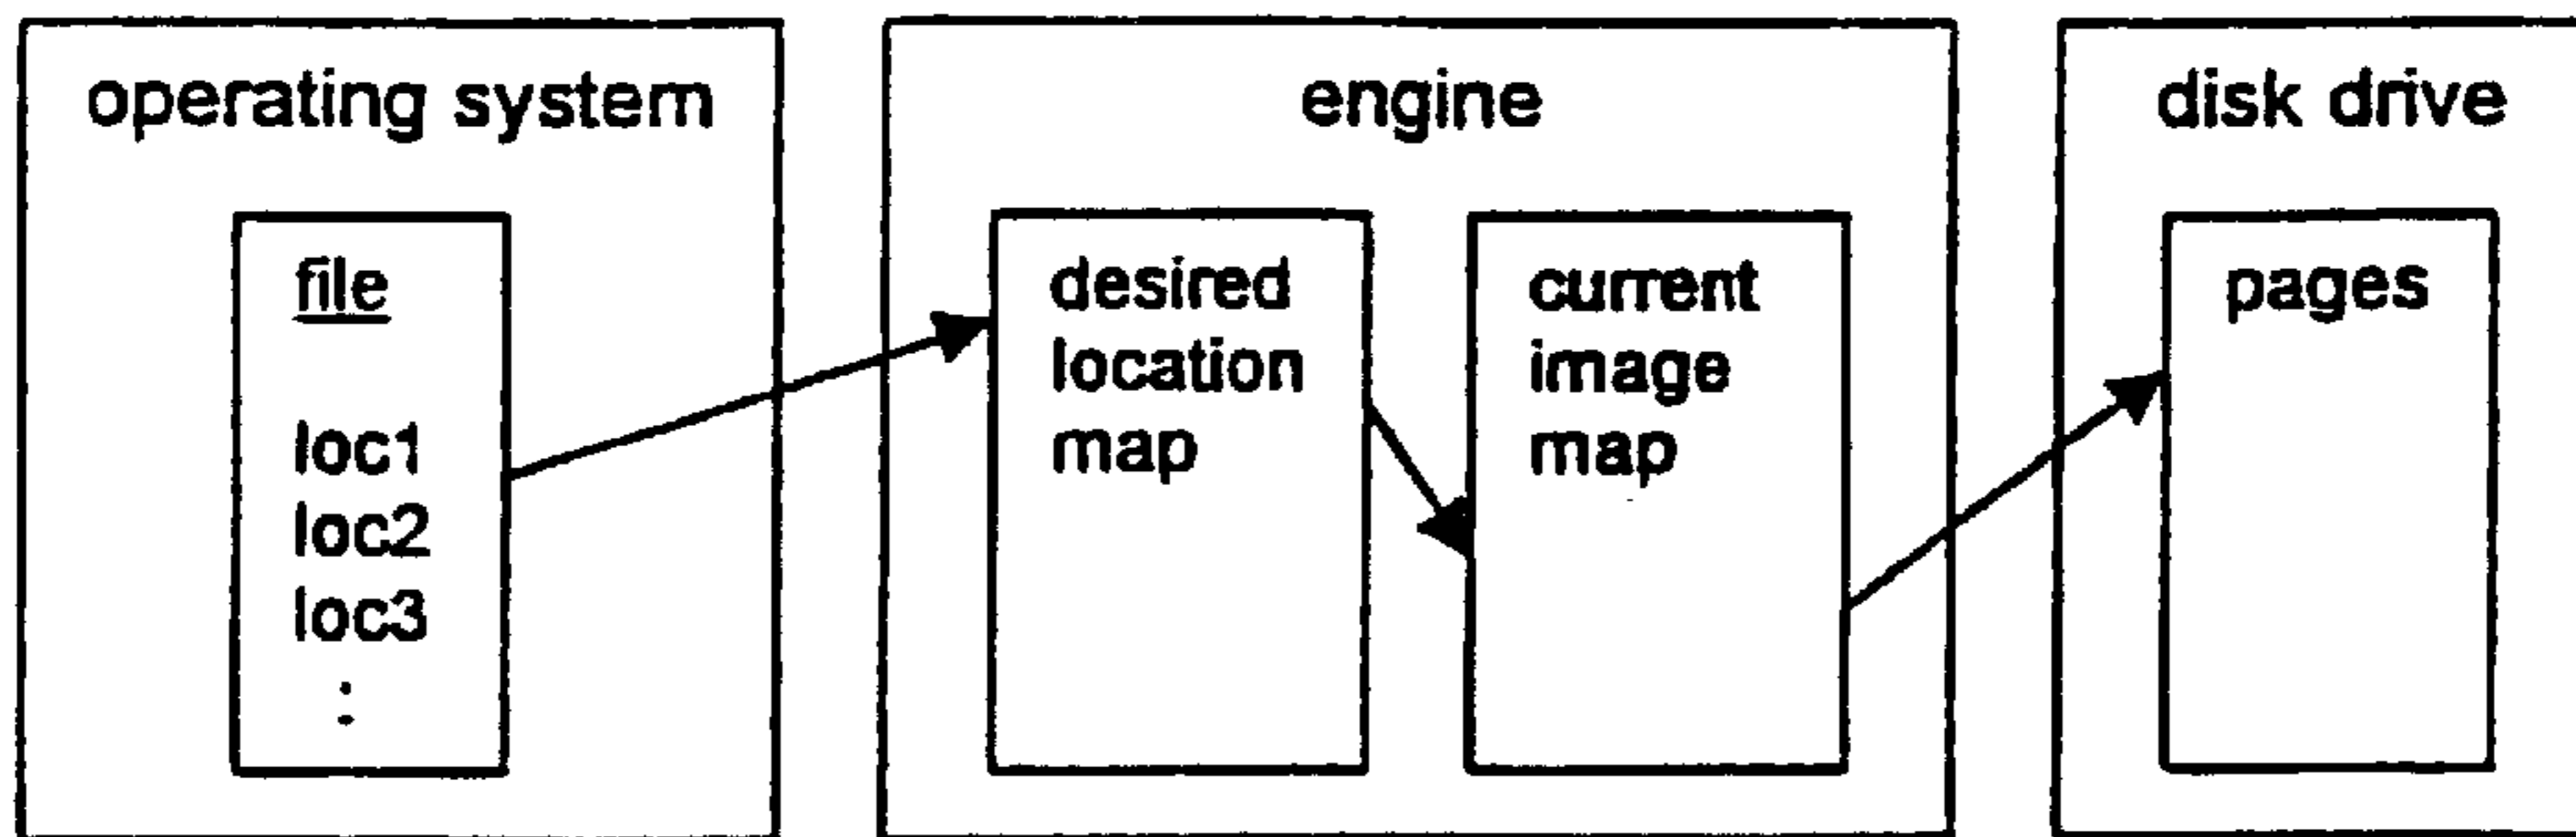 operating system
file
loc1
loc2
loc3
:
engine
desired
location
map
current
image
map
disk drive
pages